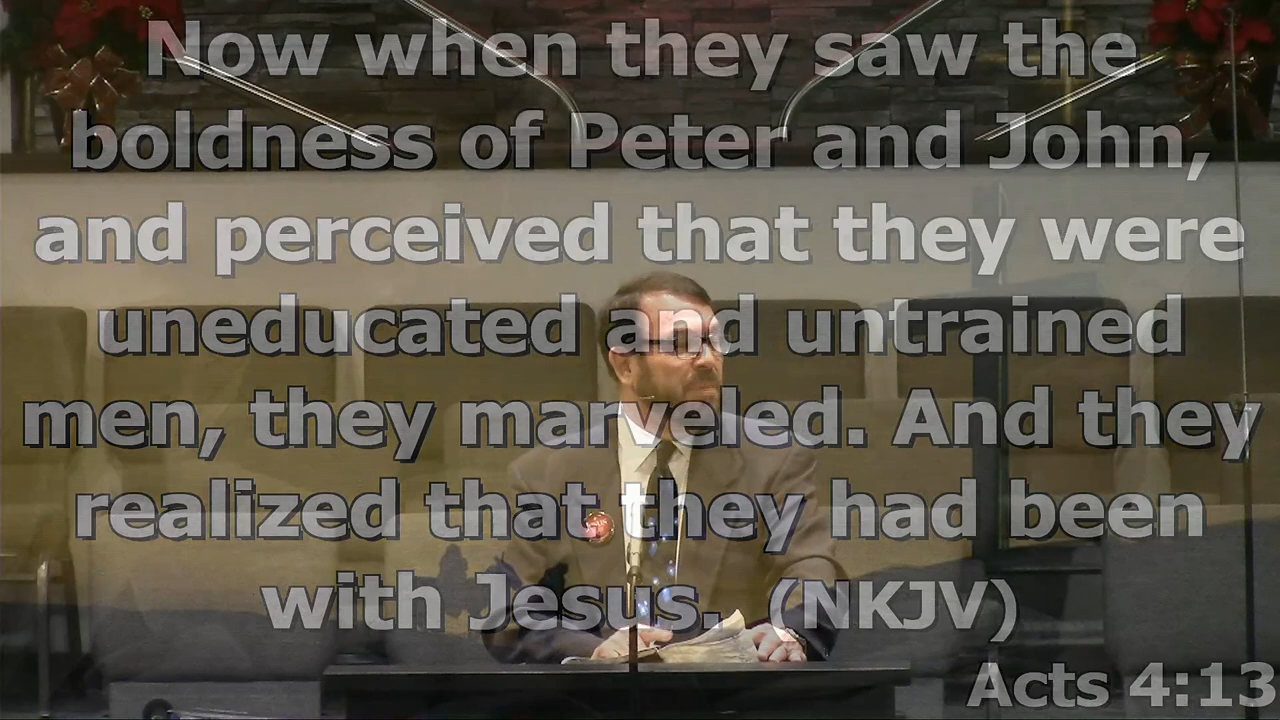 Now when they saw the
boldness of Peter and John,
and perceived that they were
uneducated and untrained
men, they marveled. And they
realized that they had been
with Jesus.  (NKJV)
Acts 4:13